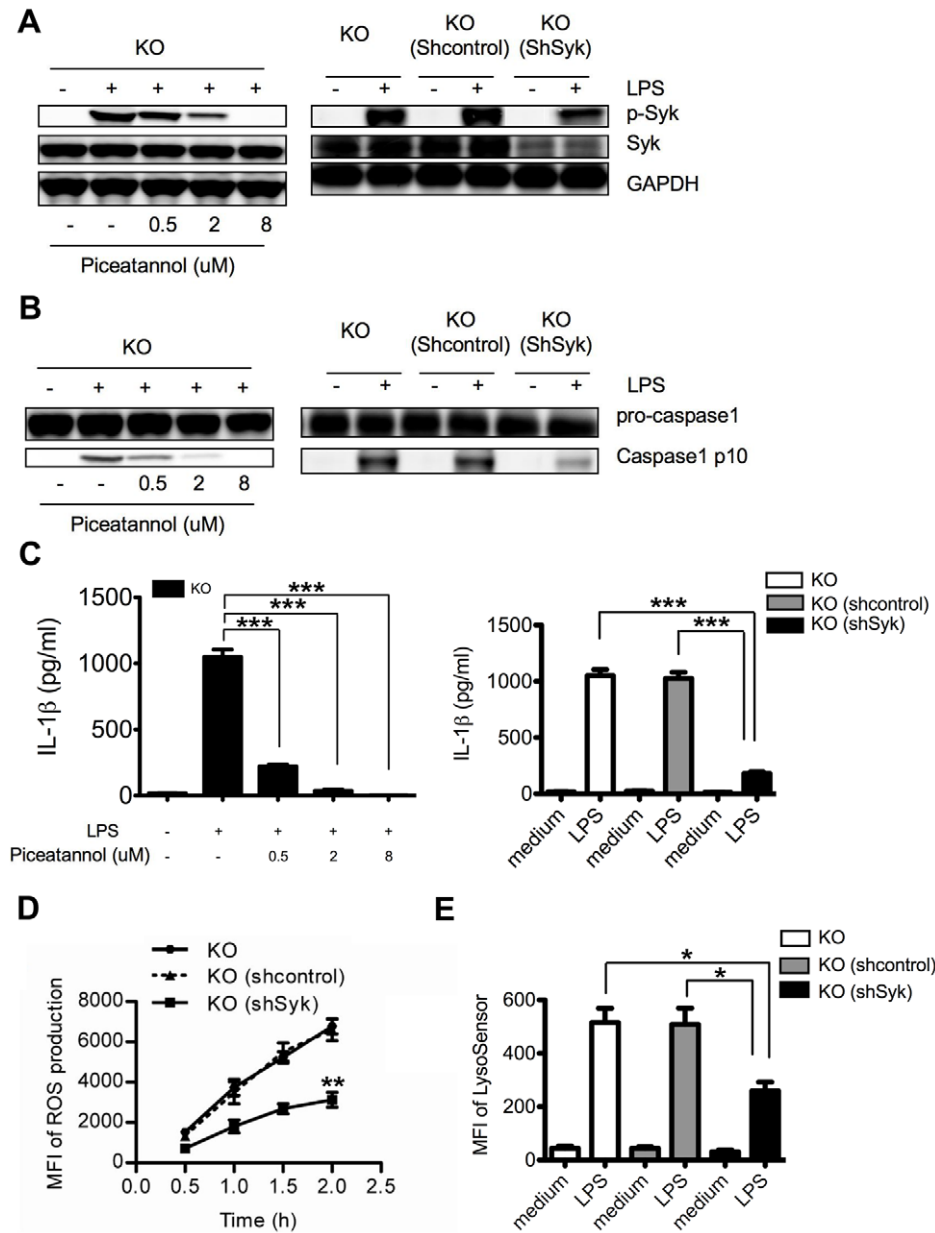 A
KO
- + + + +
- - 0.5 2 8
Piceatannol (uM)
KO KO (Shcontrol) KO (ShSyk)
- + - + - + LPS
p-Syk
Syk
GAPDH
B
KO
- + + + +
- - 0.5 2 8
Piceatannol (uM)
KO KO (Shcontrol) KO (ShSyk)
- + - + - + LPS
pro-caspase1
Caspase1 p10
C
KO
***
***
***
IL-1β (pg/ml)
1500
1000
500
0
LPS - + + + +
Piceatannol (uM) - - 0.5 2 8
KO
KO (shcontrol)
KO (shSyk)
***
***
IL-1β (pg/ml)
1500
1000
500
0
medium LPS medium LPS medium LPS
D
KO
KO (shcontrol)
KO (shSyk)
MFI of ROS production
8000
6000
4000
2000
0
**
0.0 0.5 1.0 1.5 2.0 2.5
Time (h)
E
KO
KO (shcontrol)
KO (shSyk)
*
*
MFI of LysoSensor
600
400
200
0
medium LPS medium LPS medium LPS